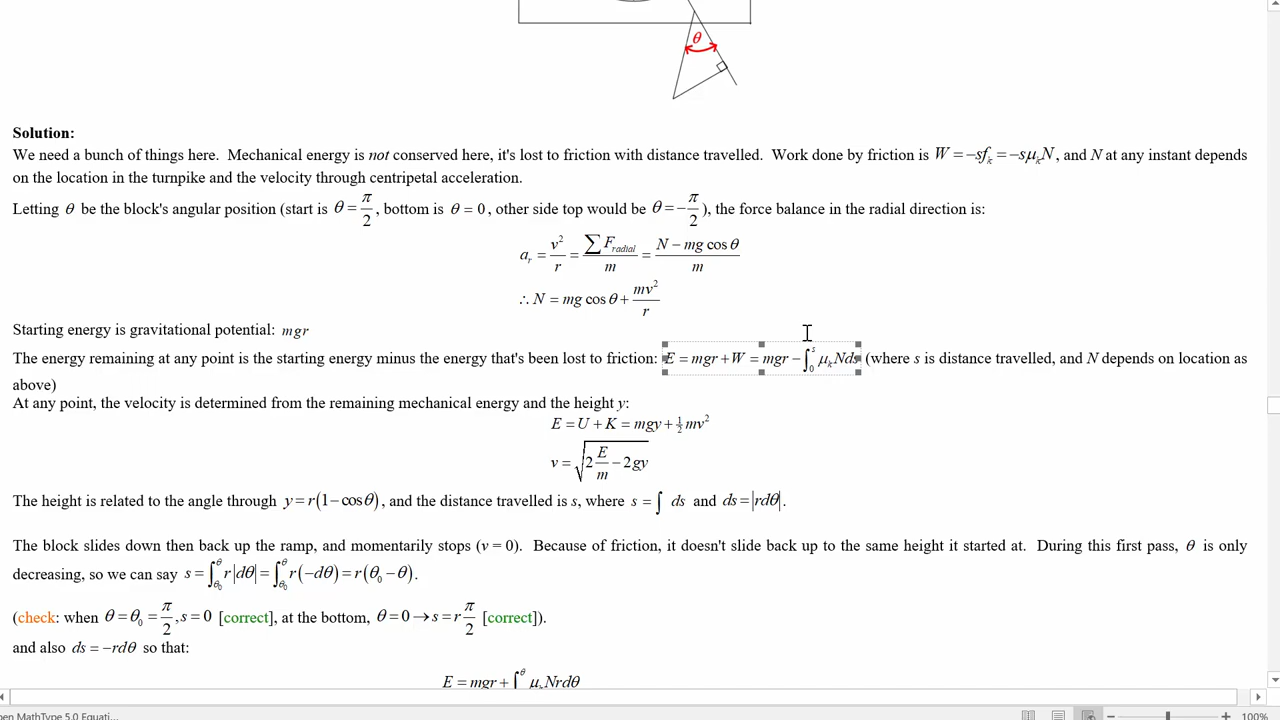 θ
Solution:
We need a bunch of things here. Mechanical energy is not conserved here, it's lost to friction with distance travelled. Work done by friction is W = −sf_k = −sμ_kN, and N at any instant depends
on the location in the turnpike and the velocity through centripetal acceleration.
Letting θ be the block's angular position (start is θ = π/2, bottom is θ = 0, other side top would be θ = −π/2), the force balance in the radial direction is:
a_r = v²/r = ∑F_radial/m = (N − mg cos θ)/m
∴ N = mg cos θ + mv²/r
Starting energy is gravitational potential: mgr
The energy remaining at any point is the starting energy minus the energy that's been lost to friction: E = mgr + W = mgr − ∫₀ˢ μ_kNds (where s is distance travelled, and N depends on location as
above)
At any point, the velocity is determined from the remaining mechanical energy and the height y:
E = U + K = mgy + ½mv²
v = √(2E/m − 2gy)
The height is related to the angle through y = r(1 − cos θ), and the distance travelled is s, where s = ∫ ds and ds = |rdθ|.
The block slides down then back up the ramp, and momentarily stops (v = 0). Because of friction, it doesn't slide back up to the same height it started at. During this first pass, θ is only
decreasing, so we can say s = ∫_θ₀^θ r|dθ| = ∫_θ₀^θ r(−dθ) = r(θ₀ − θ).
(check: when θ = θ₀ = π/2, s = 0 [correct], at the bottom, θ = 0 → s = r π/2 [correct]).
and also ds = −rdθ so that:
E = mgr + ∫^θ μ_kNrdθ
pen MathType 5.0 Equati...
100%